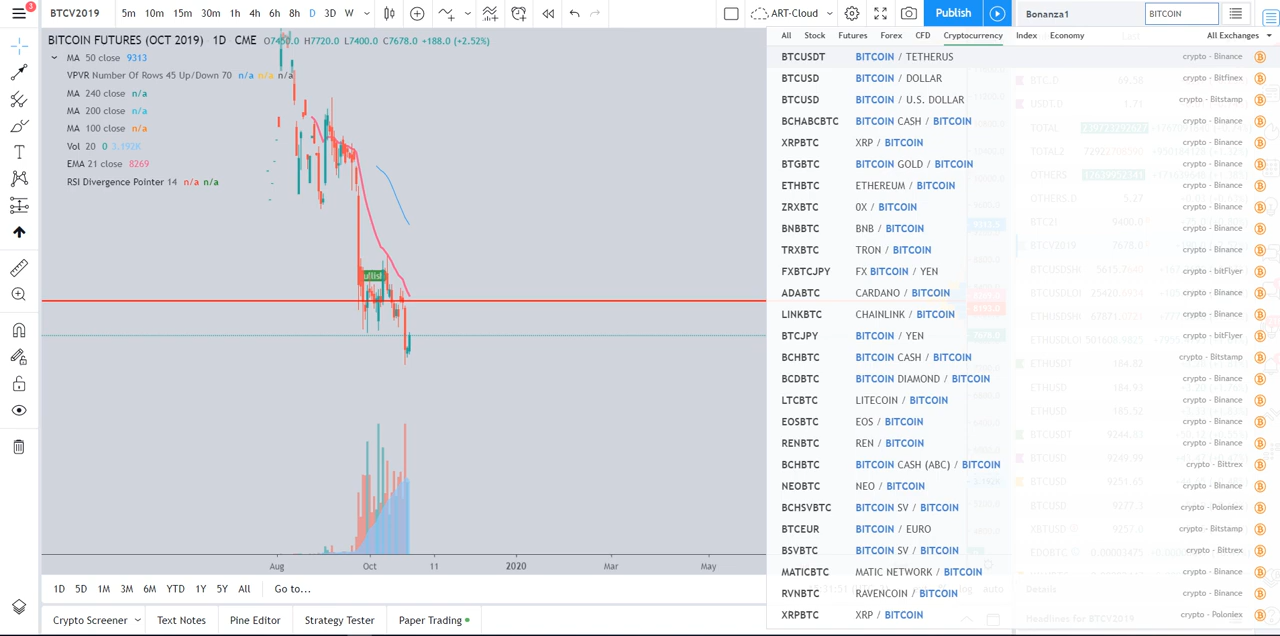 3 BTCV2019 5m 10m 15m 30m 1h 4h 6h 8h D 3D W ART-Cloud Publish Bonanza1 BITCOIN
BITCOIN FUTURES (OCT 2019) 1D CME O7450.0 H7720.0 L7400.0 C7678.0 +188.0 (+2.52%)
MA 50 close 9313
VPVR Number Of Rows 45 Up/Down 70 n/a n/a n/a
MA 240 close n/a
MA 200 close n/a
MA 100 close n/a
Vol 20 0 3.192K
EMA 21 close 8269
RSI Divergence Pointer 14 n/a n/a
All Stock Futures Forex CFD Cryptocurrency Index Economy All Exchanges
BTCUSDT BITCOIN / TETHERUS crypto - Binance
BTCUSD BITCOIN / DOLLAR crypto - Bitfinex
BTCUSD BITCOIN / U.S. DOLLAR crypto - Bitstamp
BCHABCBTC BITCOIN CASH / BITCOIN crypto - Binance
XRPBTC XRP / BITCOIN crypto - Binance
BTGBTC BITCOIN GOLD / BITCOIN crypto - Binance
ETHBTC ETHEREUM / BITCOIN crypto - Binance
ZRXBTC 0X / BITCOIN crypto - Binance
BNBBTC BNB / BITCOIN crypto - Binance
TRXBTC TRON / BITCOIN crypto - Binance
FXBTCJPY FX BITCOIN / YEN crypto - bitFlyer
ADABTC CARDANO / BITCOIN crypto - Binance
LINKBTC CHAINLINK / BITCOIN crypto - Binance
BTCJPY BITCOIN / YEN crypto - bitFlyer
BCHBTC BITCOIN CASH / BITCOIN crypto - Bitstamp
BCDBTC BITCOIN DIAMOND / BITCOIN crypto - Binance
LTCBTC LITECOIN / BITCOIN crypto - Binance
EOSBTC EOS / BITCOIN crypto - Binance
RENBTC REN / BITCOIN crypto - Binance
BCHBTC BITCOIN CASH (ABC) / BITCOIN crypto - Bittrex
NEOBTC NEO / BITCOIN crypto - Binance
BCHSVBTC BITCOIN SV / BITCOIN crypto - Poloniex
BTCEUR BITCOIN / EURO crypto - Bitstamp
BSVBTC BITCOIN SV / BITCOIN crypto - Bittrex
MATICBTC MATIC NETWORK / BITCOIN crypto - Binance
RVNBTC RAVENCOIN / BITCOIN crypto - Binance
XRPBTC XRP / BITCOIN crypto - Poloniex
Aug Oct 11 2020 Mar May
1D 5D 1M 3M 6M YTD 1Y 5Y All Go to...
Crypto Screener Text Notes Pine Editor Strategy Tester Paper Trading
Details
Headlines for BTCV2019